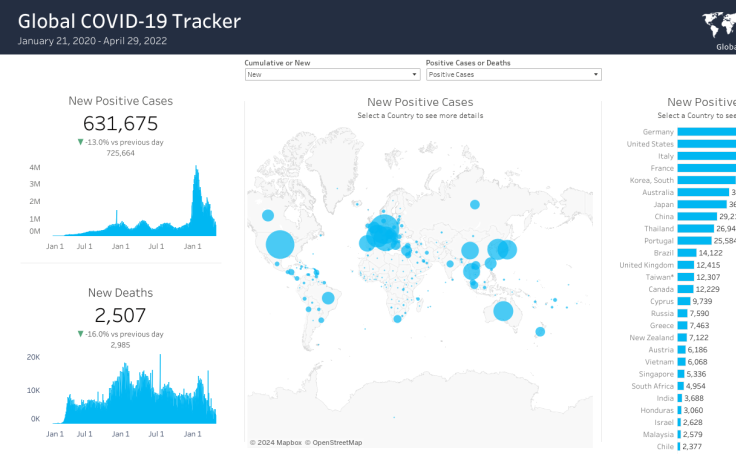 Global COVID-19 Tracker
January 21, 2020 - April 29, 2022
Global
Cumulative or New
New
Positive Cases or Deaths
Positive Cases
New Positive Cases
631,675
▼ -13.0% vs previous day
725,664
4M
3M
2M
1M
0M
Jan 1 Jul 1 Jan 1 Jul 1 Jan 1
New Deaths
2,507
▼ -16.0% vs previous day
2,985
20K
10K
0K
Jan 1 Jul 1 Jan 1 Jul 1 Jan 1
New Positive Cases
Select a Country to see more details
© 2024 Mapbox © OpenStreetMap
New Positive
Select a Country to see
Germany
United States
Italy
France
Korea, South
Australia 3
Japan 36
China 29,2
Thailand 26,94
Portugal 25,584
Brazil 14,122
United Kingdom 12,415
Taiwan* 12,307
Canada 12,229
Cyprus 9,739
Russia 7,590
Greece 7,463
New Zealand 7,122
Austria 6,186
Vietnam 6,068
Singapore 5,336
South Africa 4,954
India 3,688
Honduras 3,060
Israel 2,628
Malaysia 2,579
Chile 2,377